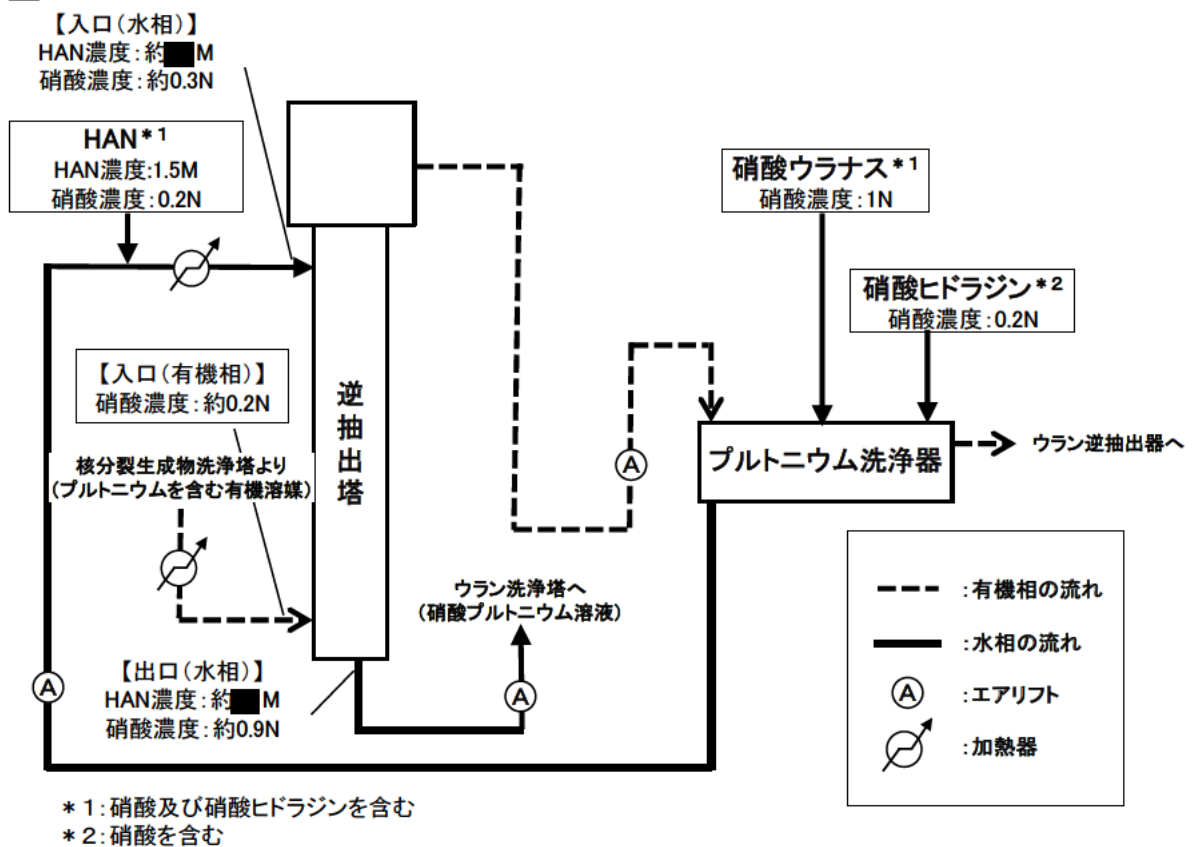 【入口(水相)】
HAN濃度:約 M
硝酸濃度:約0.3N
HAN*1
HAN濃度:1.5M
硝酸濃度:0.2N
硝酸ウラナス*1
硝酸濃度:1N
硝酸ヒドラジン*2
硝酸濃度:0.2N
【入口(有機相)】
硝酸濃度:約0.2N
逆抽出塔
核分裂生成物洗浄塔より
(プルトニウムを含む有機溶媒)
A
プルトニウム洗浄器
ウラン逆抽出器へ
ウラン洗浄塔へ
(硝酸プルトニウム溶液)
A
A
【出口(水相)】
HAN濃度:約 M
硝酸濃度:約0.9N
:有機相の流れ
:水相の流れ
A :エアリフト
:加熱器
*1:硝酸及び硝酸ヒドラジンを含む
*2:硝酸を含む